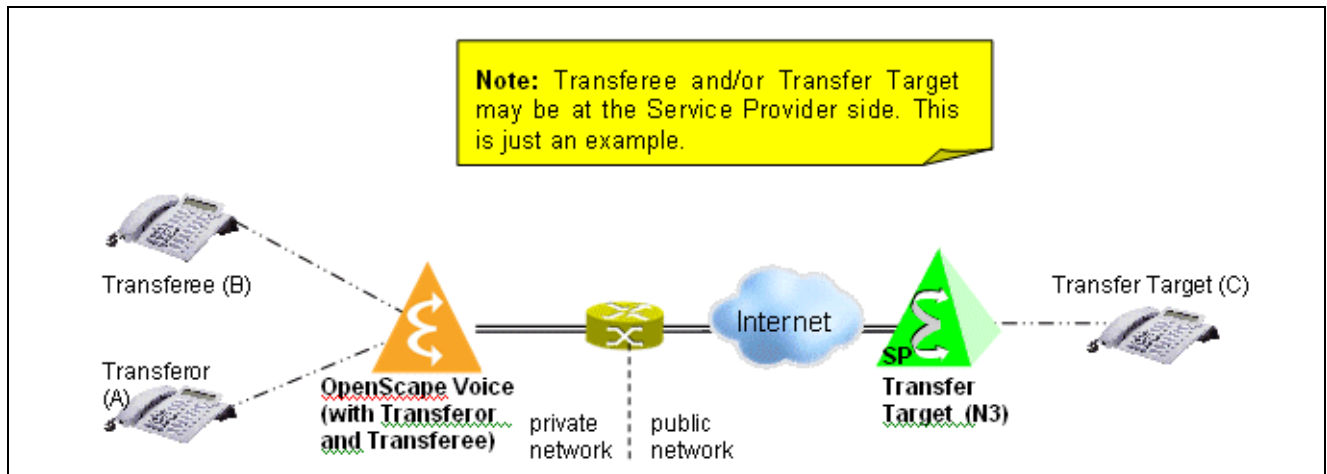 Note: Transferee and/or Transfer Target
may be at the Service Provider side. This
is just an example.
Transferee (B)
Transferor
(A)
OpenScape Voice
(with Transferor
and Transferee)
private
network
public
network
Internet
SP
Transfer
Target (N3)
Transfer Target (C)